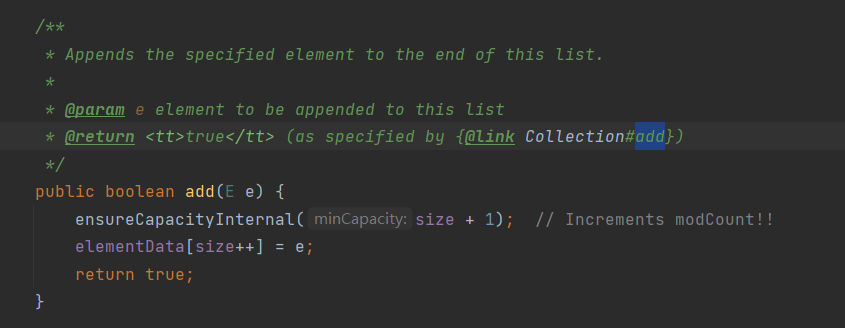 /**
 * Appends the specified element to the end of this list.
 *
 * @param e element to be appended to this list
 * @return <tt>true</tt> (as specified by {@link Collection#add})
 */
public boolean add(E e) {
    ensureCapacityInternal( minCapacity: size + 1);  // Increments modCount!!
    elementData[size++] = e;
    return true;
}